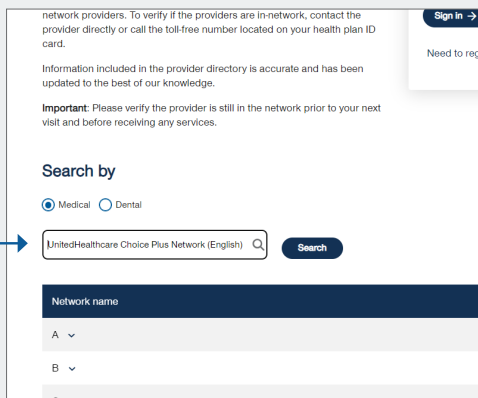 network providers. To verify if the providers are in-network, contact the
provider directly or call the toll-free number located on your health plan ID
card.
Information included in the provider directory is accurate and has been
updated to the best of our knowledge.
Important: Please verify the provider is still in the network prior to your next
visit and before receiving any services.
Sign in →
Need to reg
Search by
Medical Dental
UnitedHealthcare Choice Plus Network (English)
Search
Network name
A
B